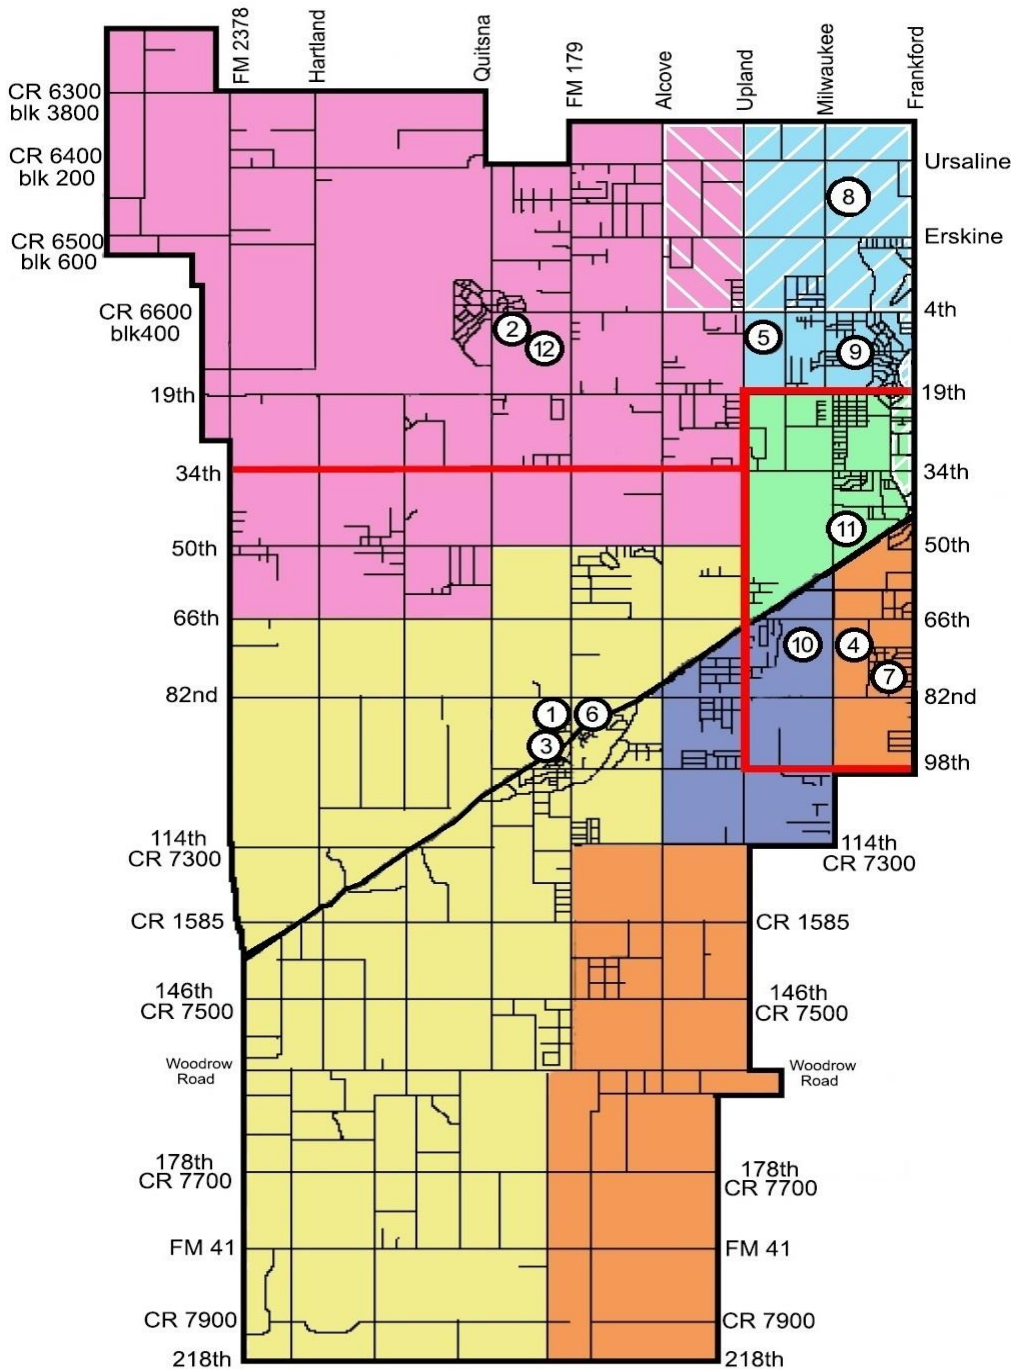 FM 2378
Hartland
Quitsna
FM 179
Alcove
Upland
Milwaukee
Frankford
CR 6300
blk 3800
CR 6400
blk 200
CR 6500
blk 600
CR 6600
blk400
19th
34th
50th
66th
82nd
114th
CR 7300
CR 1585
146th
CR 7500
Woodrow
Road
178th
CR 7700
FM 41
CR 7900
218th
Ursaline
Erskine
4th
19th
34th
50th
66th
82nd
98th
114th
CR 7300
CR 1585
146th
CR 7500
Woodrow
Road
178th
CR 7700
FM 41
CR 7900
218th
8
2
12
5
9
11
10
4
7
1
6
3